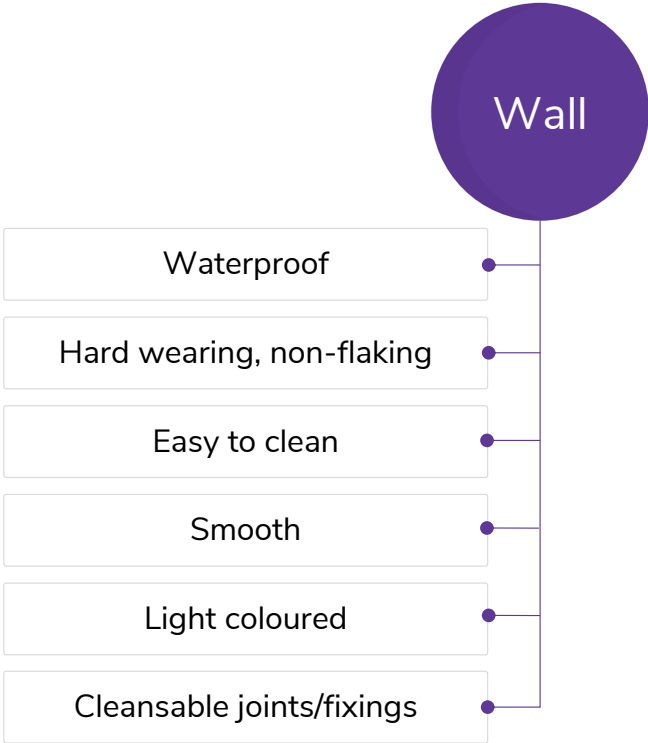 Wall
Waterproof
Hard wearing, non-flaking
Easy to clean
Smooth
Light coloured
Cleansable joints/fixings